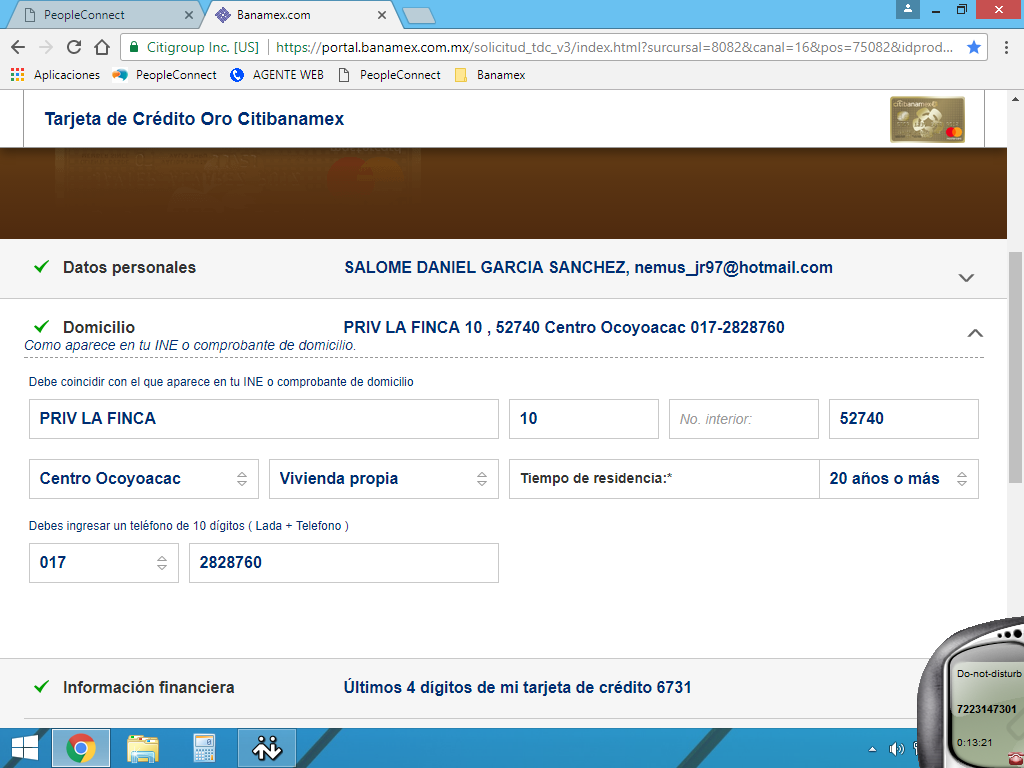 PeopleConnect
Banamex.com
Citigroup Inc. [US]
https://portal.banamex.com.mx/solicitud_tdc_v3/index.html?surcursal=8082&canal=16&pos=75082&idprod...
Aplicaciones
PeopleConnect
AGENTE WEB
PeopleConnect
Banamex
Tarjeta de Crédito Oro Citibanamex
citibanamex
Datos personales
SALOME DANIEL GARCIA SANCHEZ, nemus_jr97@hotmail.com
Domicilio
PRIV LA FINCA 10 , 52740 Centro Ocoyoacac 017-2828760
Como aparece en tu INE o comprobante de domicilio.
Debe coincidir con el que aparece en tu INE o comprobante de domicilio
PRIV LA FINCA
10
No. interior:
52740
Centro Ocoyoacac
Vivienda propia
Tiempo de residencia:*
20 años o más
Debes ingresar un teléfono de 10 dígitos ( Lada + Telefono )
017
2828760
Información financiera
Últimos 4 dígitos de mi tarjeta de crédito 6731
Do-not-disturb
7223147301
0:13:21